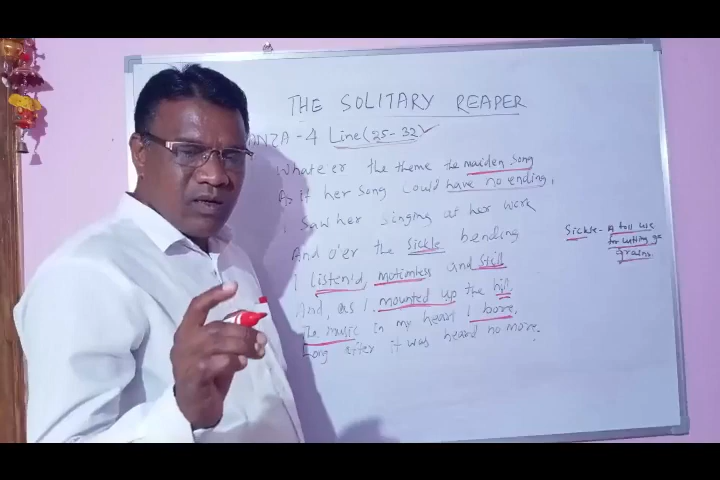 THE SOLITARY REAPER
ANZA-4 Line (25-32)
Whate'er the theme the maiden song
As if her song could have no ending,
I Saw her singing at her work
And o'er the Sickle bending
I listen'd, motionless and Still
And, as I mounted up the hill
The music in my heart I bore,
Long after it was heard no more.
Sickle- A tool use
for cutting
grains